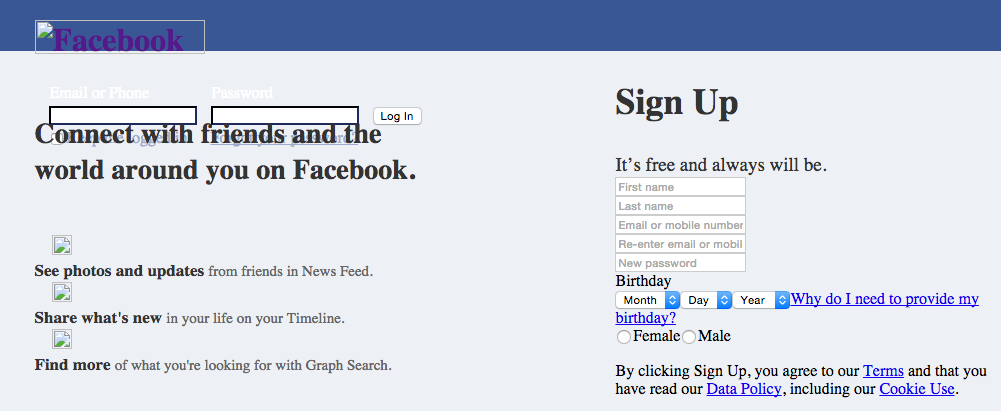 Facebook
Email or Phone Password
Log In
Connect with friends and the
world around you on Facebook.
See photos and updates from friends in News Feed.
Share what's new in your life on your Timeline.
Find more of what you're looking for with Graph Search.
Sign Up
It’s free and always will be.
First name
Last name
Email or mobile number
Re-enter email or mobil
New password
Birthday
Month Day Year Why do I need to provide my
birthday?
Female Male
By clicking Sign Up, you agree to our Terms and that you
have read our Data Policy, including our Cookie Use.